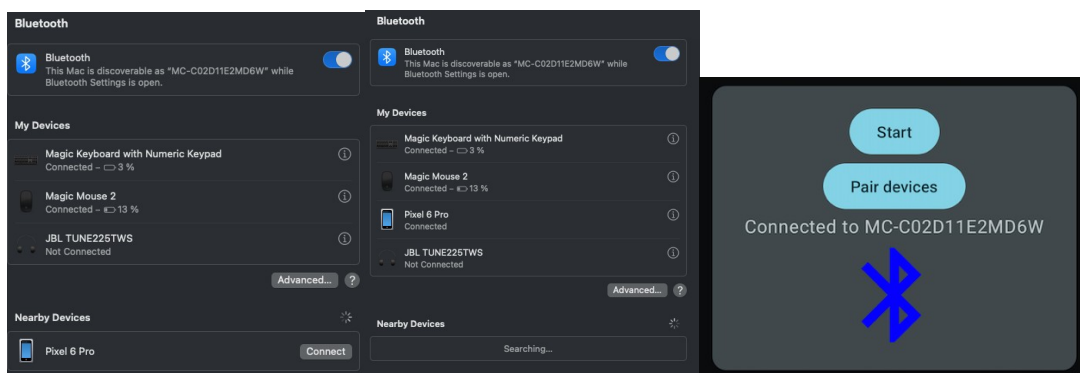 Bluetooth
Bluetooth
This Mac is discoverable as "MC-C02D11E2MD6W" while
Bluetooth Settings is open.
My Devices
Magic Keyboard with Numeric Keypad
Connected – 3 %
Magic Mouse 2
Connected – 13 %
JBL TUNE225TWS
Not Connected
Advanced... ?
Nearby Devices
Pixel 6 Pro Connect
Bluetooth
Bluetooth
This Mac is discoverable as "MC-C02D11E2MD6W" while
Bluetooth Settings is open.
My Devices
Magic Keyboard with Numeric Keypad
Connected – 3 %
Magic Mouse 2
Connected – 13 %
Pixel 6 Pro
Connected
JBL TUNE225TWS
Not Connected
Advanced... ?
Nearby Devices
Searching...
Start
Pair devices
Connected to MC-C02D11E2MD6W